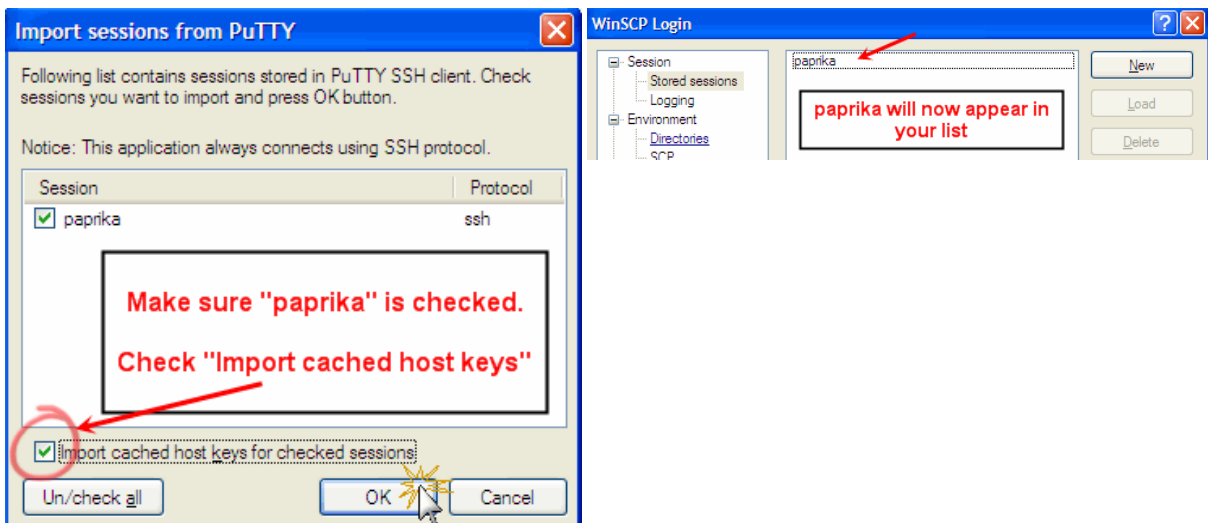 Import sessions from PuTTY
Following list contains sessions stored in PuTTY SSH client. Check
sessions you want to import and press OK button.
Notice: This application always connects using SSH protocol.
Session Protocol
paprika ssh
Make sure "paprika" is checked.
Check "Import cached host keys"
Import cached host keys for checked sessions
Un/check all OK Cancel
WinSCP Login
Session
Stored sessions
Logging
Environment
Directories
SCP
paprika
paprika will now appear in
your list
New
Load
Delete